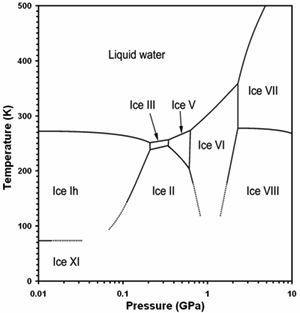 500
Liquid water
400
Ice VII
Ice III
Ice V
300
Temperature (K)
Ice VI
200
Ice Ih
Ice II
Ice VIII
100
Ice XI
0
0.01
0.1
1
10
Pressure (GPa)